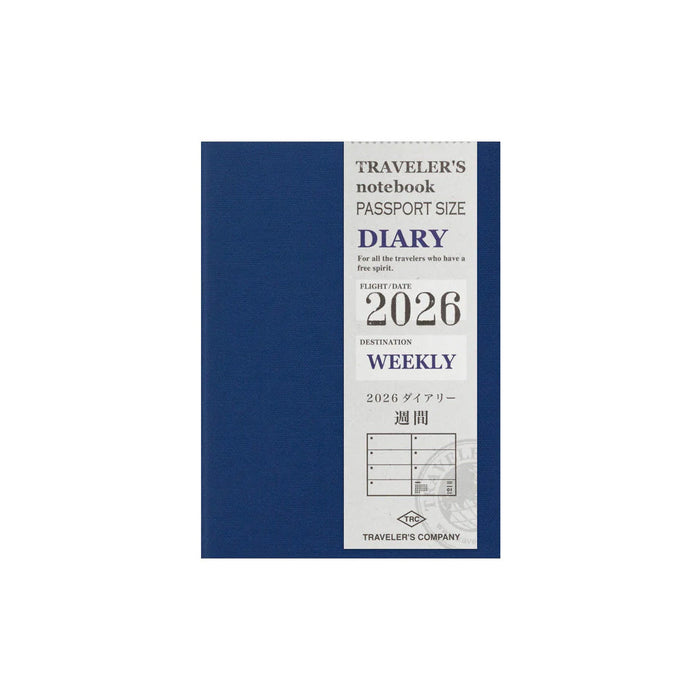 TRAVELER'S
notebook
PASSPORT SIZE
DIARY
For all the travelers who have a
free spirit.
FLIGHT/DATE
2026
DESTINATION
WEEKLY
2026 ダイアリー
週間
TRC
TRAVELER'S COMPANY